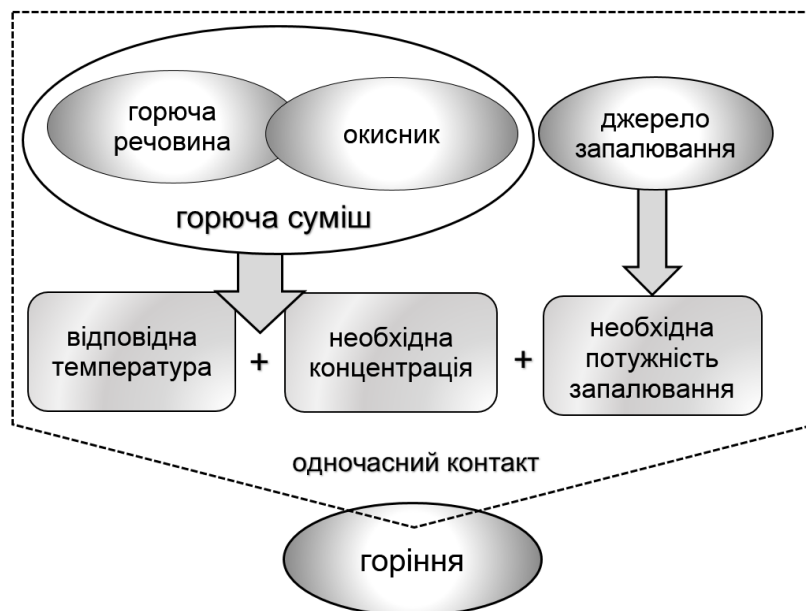 горюча
речовина
окисник
джерело
запалювання
горюча суміш
відповідна
температура
+
необхідна
концентрація
+
необхідна
потужність
запалювання
одночасний контакт
горіння